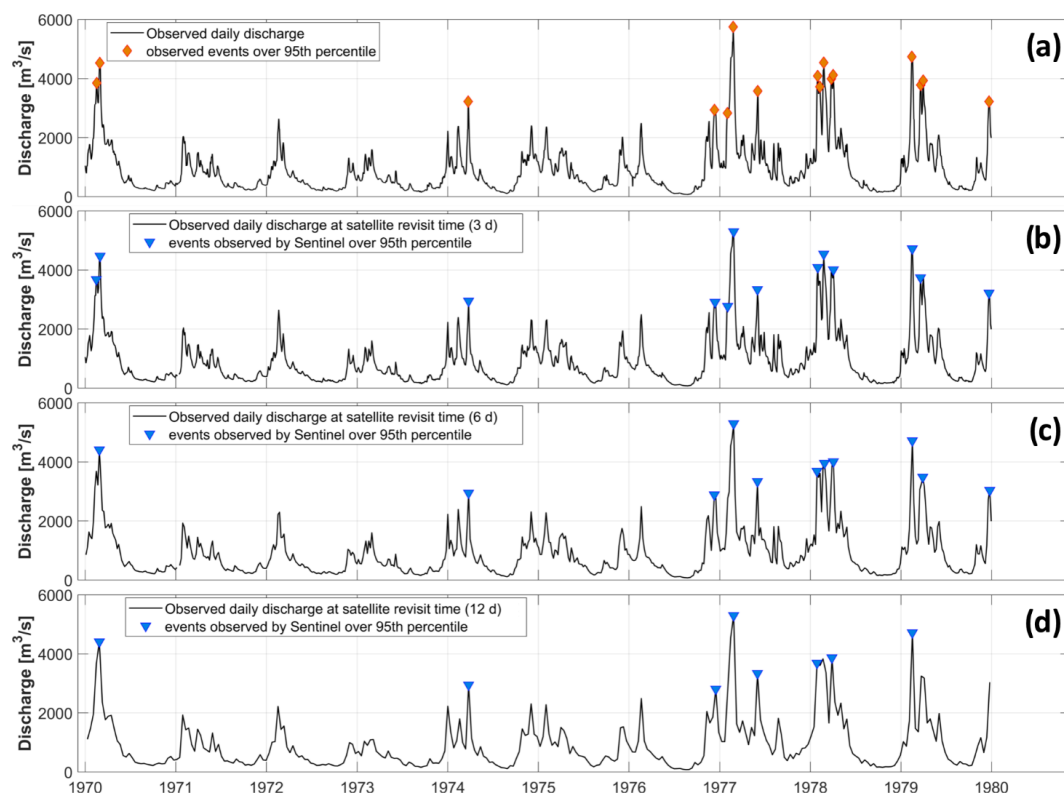 6000
4000
2000
0
Discharge [m³/s]
Observed daily discharge
observed events over 95th percentile
(a)
6000
4000
2000
0
Discharge [m³/s]
Observed daily discharge at satellite revisit time (3 d)
events observed by Sentinel over 95th percentile
(b)
6000
4000
2000
0
Discharge [m³/s]
Observed daily discharge at satellite revisit time (6 d)
events observed by Sentinel over 95th percentile
(c)
6000
4000
2000
0
Discharge [m³/s]
Observed daily discharge at satellite revisit time (12 d)
events observed by Sentinel over 95th percentile
(d)
1970 1971 1972 1973 1974 1975 1976 1977 1978 1979 1980